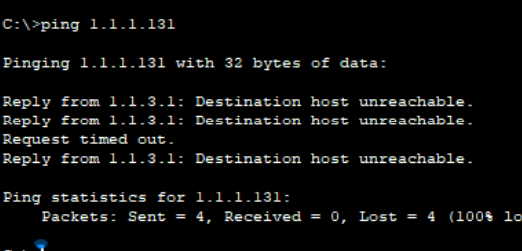 C:\>ping 1.1.1.131
Pinging 1.1.1.131 with 32 bytes of data:
Reply from 1.1.3.1: Destination host unreachable.
Reply from 1.1.3.1: Destination host unreachable.
Request timed out.
Reply from 1.1.3.1: Destination host unreachable.
Ping statistics for 1.1.1.131:
Packets: Sent = 4, Received = 0, Lost = 4 (100% lo